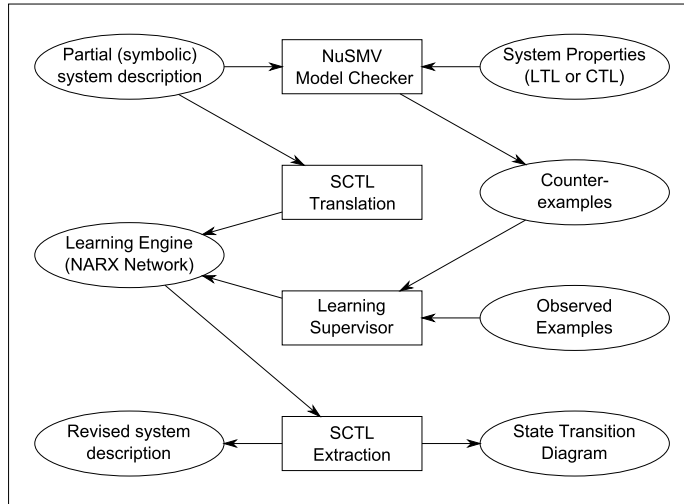 Partial (symbolic)
system description
NuSMV
Model Checker
System Properties
(LTL or CTL)
SCTL
Translation
Counter-
examples
Learning Engine
(NARX Network)
Learning
Supervisor
Observed
Examples
Revised system
description
SCTL
Extraction
State Transition
Diagram